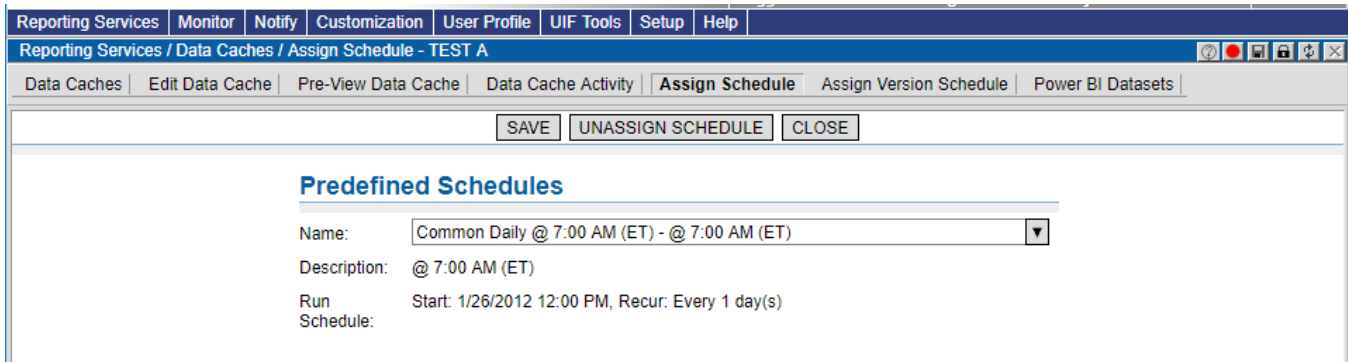 Reporting Services Monitor Notify Customization User Profile UIF Tools Setup Help
Reporting Services / Data Caches / Assign Schedule - TEST A
Data Caches Edit Data Cache Pre-View Data Cache Data Cache Activity Assign Schedule Assign Version Schedule Power BI Datasets
SAVE UNASSIGN SCHEDULE CLOSE
Predefined Schedules
Name: Common Daily @ 7:00 AM (ET) - @ 7:00 AM (ET)
Description: @ 7:00 AM (ET)
Run Start: 1/26/2012 12:00 PM, Recur: Every 1 day(s)
Schedule: